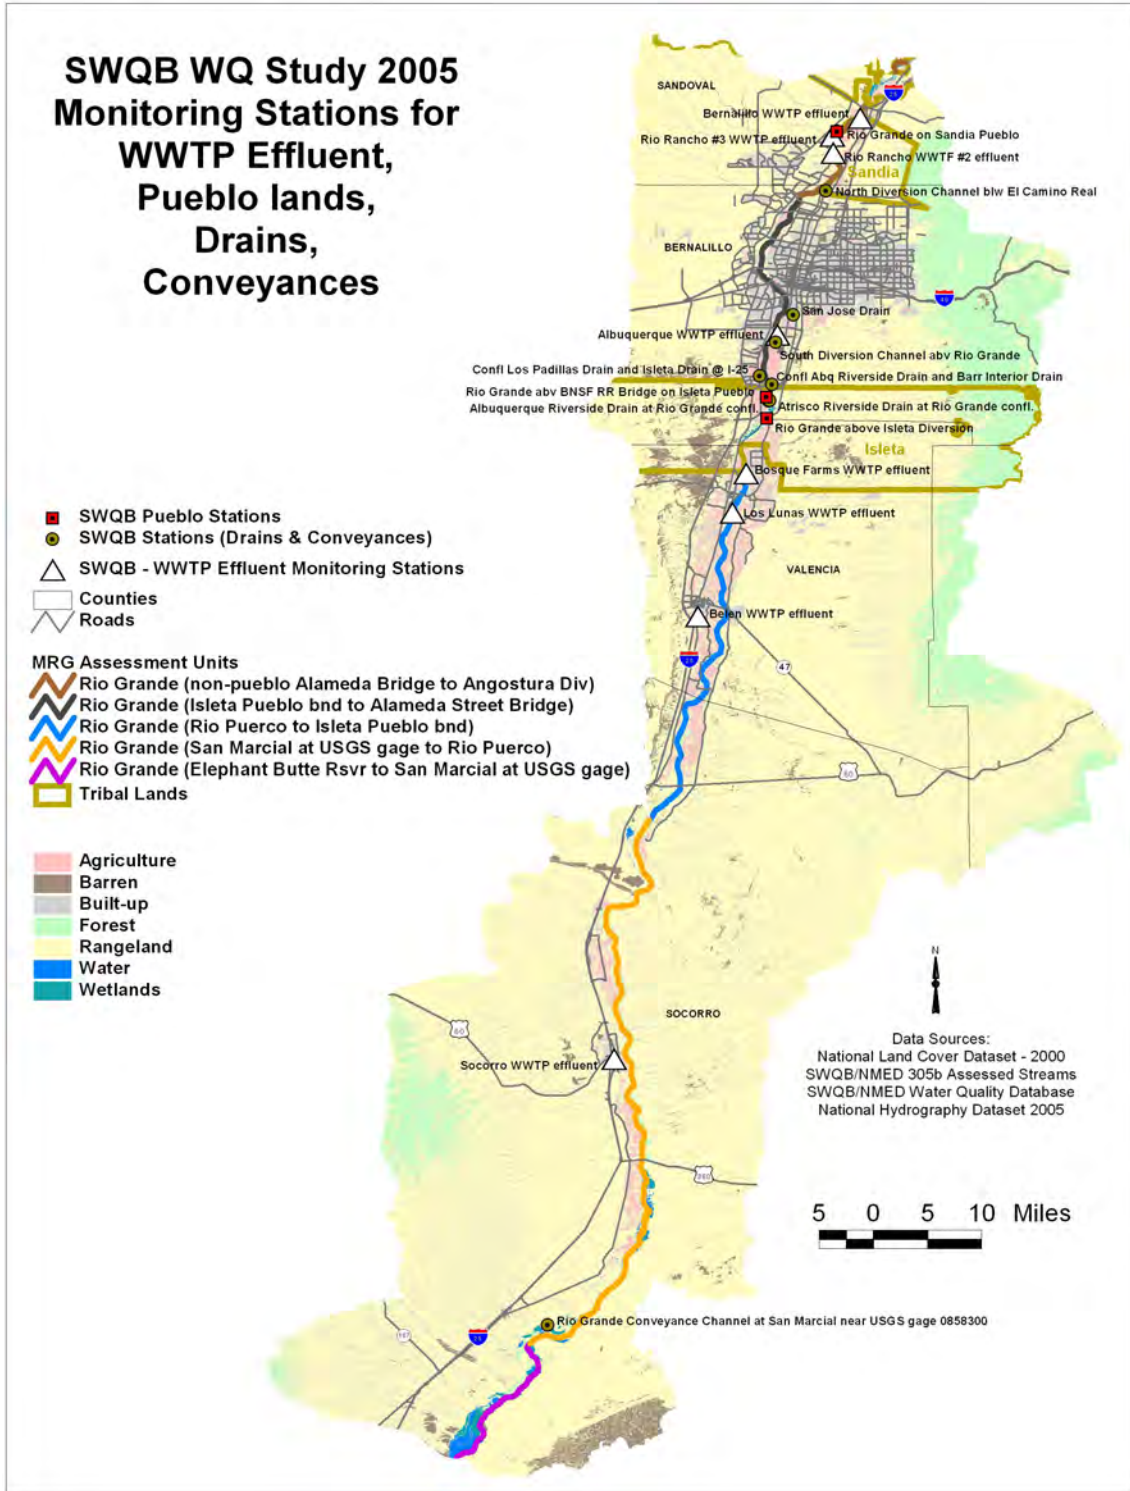 SWQB WQ Study 2005
Monitoring Stations for
WWTP Effluent,
Pueblo lands,
Drains,
Conveyances
SANDOVAL
25
Bernalillo WWTP effluent
Rio Grande on Sandia Pueblo
Rio Rancho #3 WWTP effluent
Rio Rancho WWTF #2 effluent
Sandia
North Diversion Channel blw El Camino Real
BERNALILLO
40
San Jose Drain
Albuquerque WWTP effluent
South Diversion Channel abv Rio Grande
Confl Los Padillas Drain and Isleta Drain @ I-25
Confl Abq Riverside Drain and Barr Interior Drain
Rio Grande abv BNSF RR Bridge on Isleta Pueblo
Albuquerque Riverside Drain at Rio Grande confl.
Atrisco Riverside Drain at Rio Grande confl.
Rio Grande above Isleta Diversion
Isleta
Bosque Farms WWTP effluent
Los Lunas WWTP effluent
VALENCIA
Belen WWTP effluent
25
47
60
SWQB Pueblo Stations
SWQB Stations (Drains & Conveyances)
SWQB - WWTP Effluent Monitoring Stations
Counties
Roads
MRG Assessment Units
Rio Grande (non-pueblo Alameda Bridge to Angostura Div)
Rio Grande (Isleta Pueblo bnd to Alameda Street Bridge)
Rio Grande (Rio Puerco to Isleta Pueblo bnd)
Rio Grande (San Marcial at USGS gage to Rio Puerco)
Rio Grande (Elephant Butte Rsvr to San Marcial at USGS gage)
Tribal Lands
Agriculture
Barren
Built-up
Forest
Rangeland
Water
Wetlands
N
SOCORRO
60
Socorro WWTP effluent
Data Sources:
National Land Cover Dataset - 2000
SWQB/NMED 305b Assessed Streams
SWQB/NMED Water Quality Database
National Hydrography Dataset 2005
380
5 0 5 10 Miles
Rio Grande Conveyance Channel at San Marcial near USGS gage 0858300
107
25